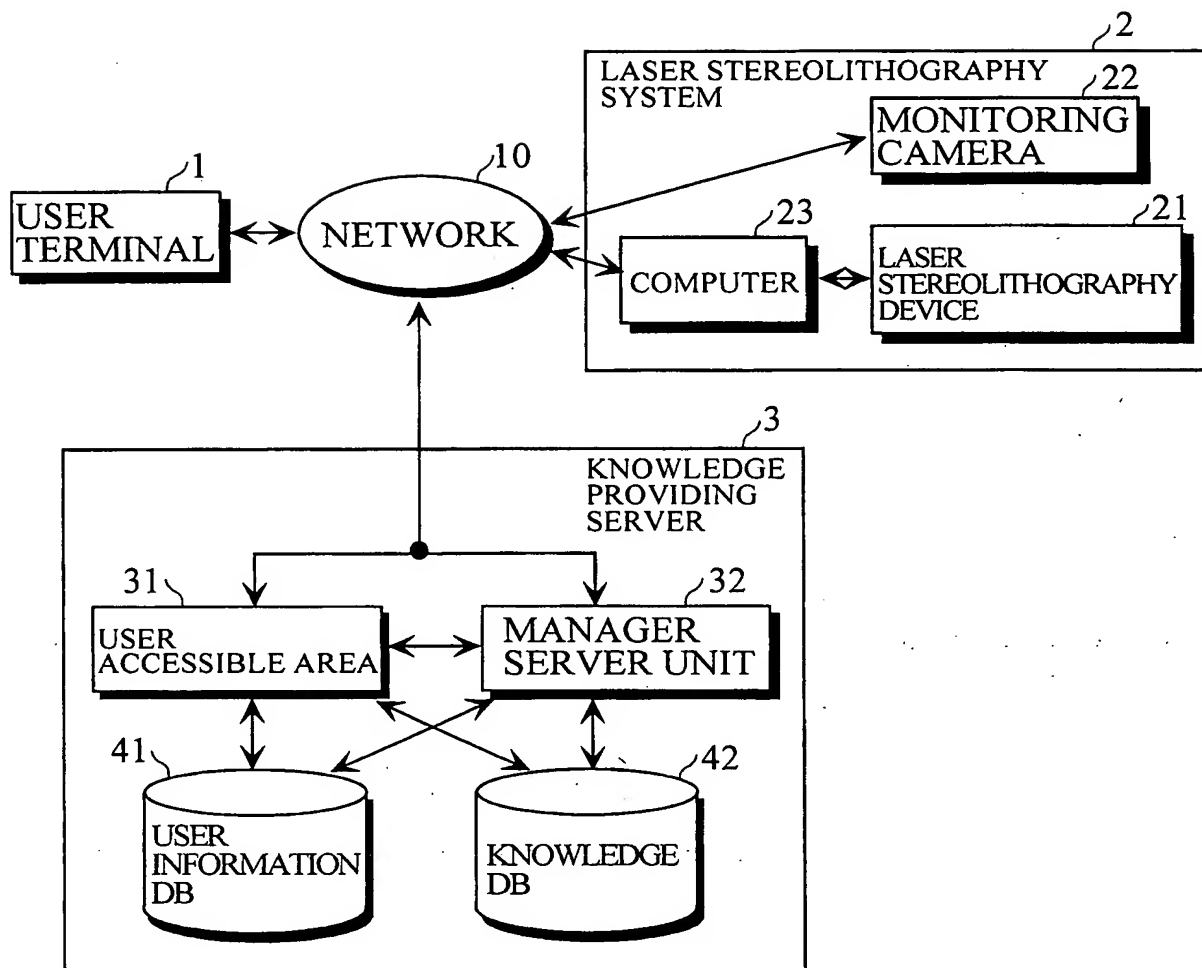 2
LASER STEREOLITHOGRAPHY
SYSTEM
22
MONITORING
CAMERA
1
USER
TERMINAL
10
NETWORK
23
COMPUTER
21
LASER
STEREOLITHOGRAPHY
DEVICE
3
KNOWLEDGE
PROVIDING
SERVER
31
USER
ACCESSIBLE AREA
32
MANAGER
SERVER UNIT
41
USER
INFORMATION
DB
42
KNOWLEDGE
DB